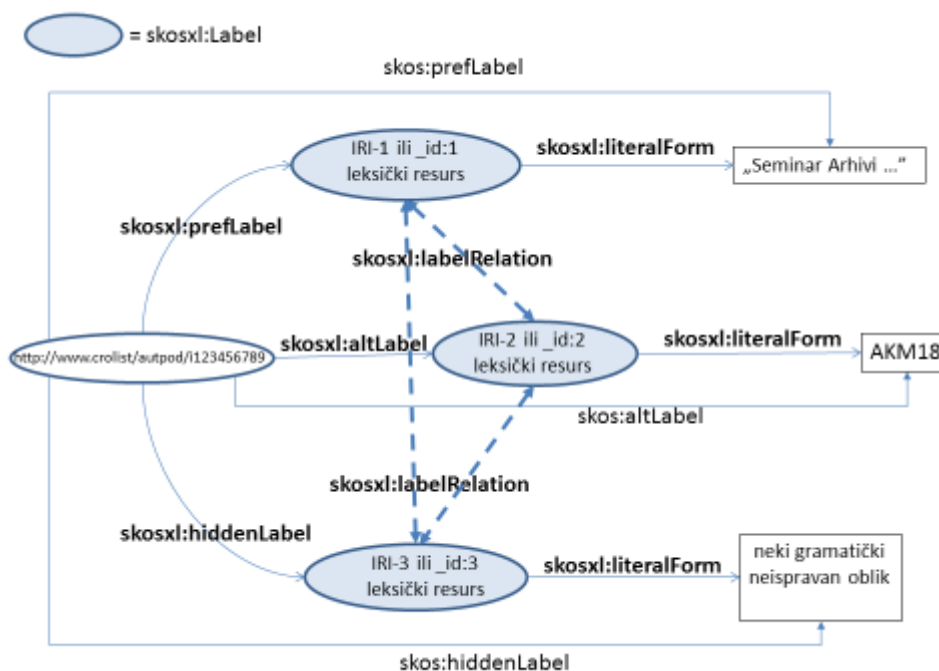 = skosxl:Label
skos:prefLabel
IRI-1 ili _id:1
leksički resurs
skosxl:literalForm
„Seminar Arhivi ...”
skosxl:prefLabel
skosxl:labelRelation
http://www.crolist/autpod/i123456789
skosxl:altLabel
IRI-2 ili _id:2
leksički resurs
skosxl:literalForm
AKM18
skos:altLabel
skosxl:labelRelation
skosxl:hiddenLabel
IRI-3 ili _id:3
leksički resurs
skosxl:literalForm
neki gramatički
neispravan oblik
skos:hiddenLabel